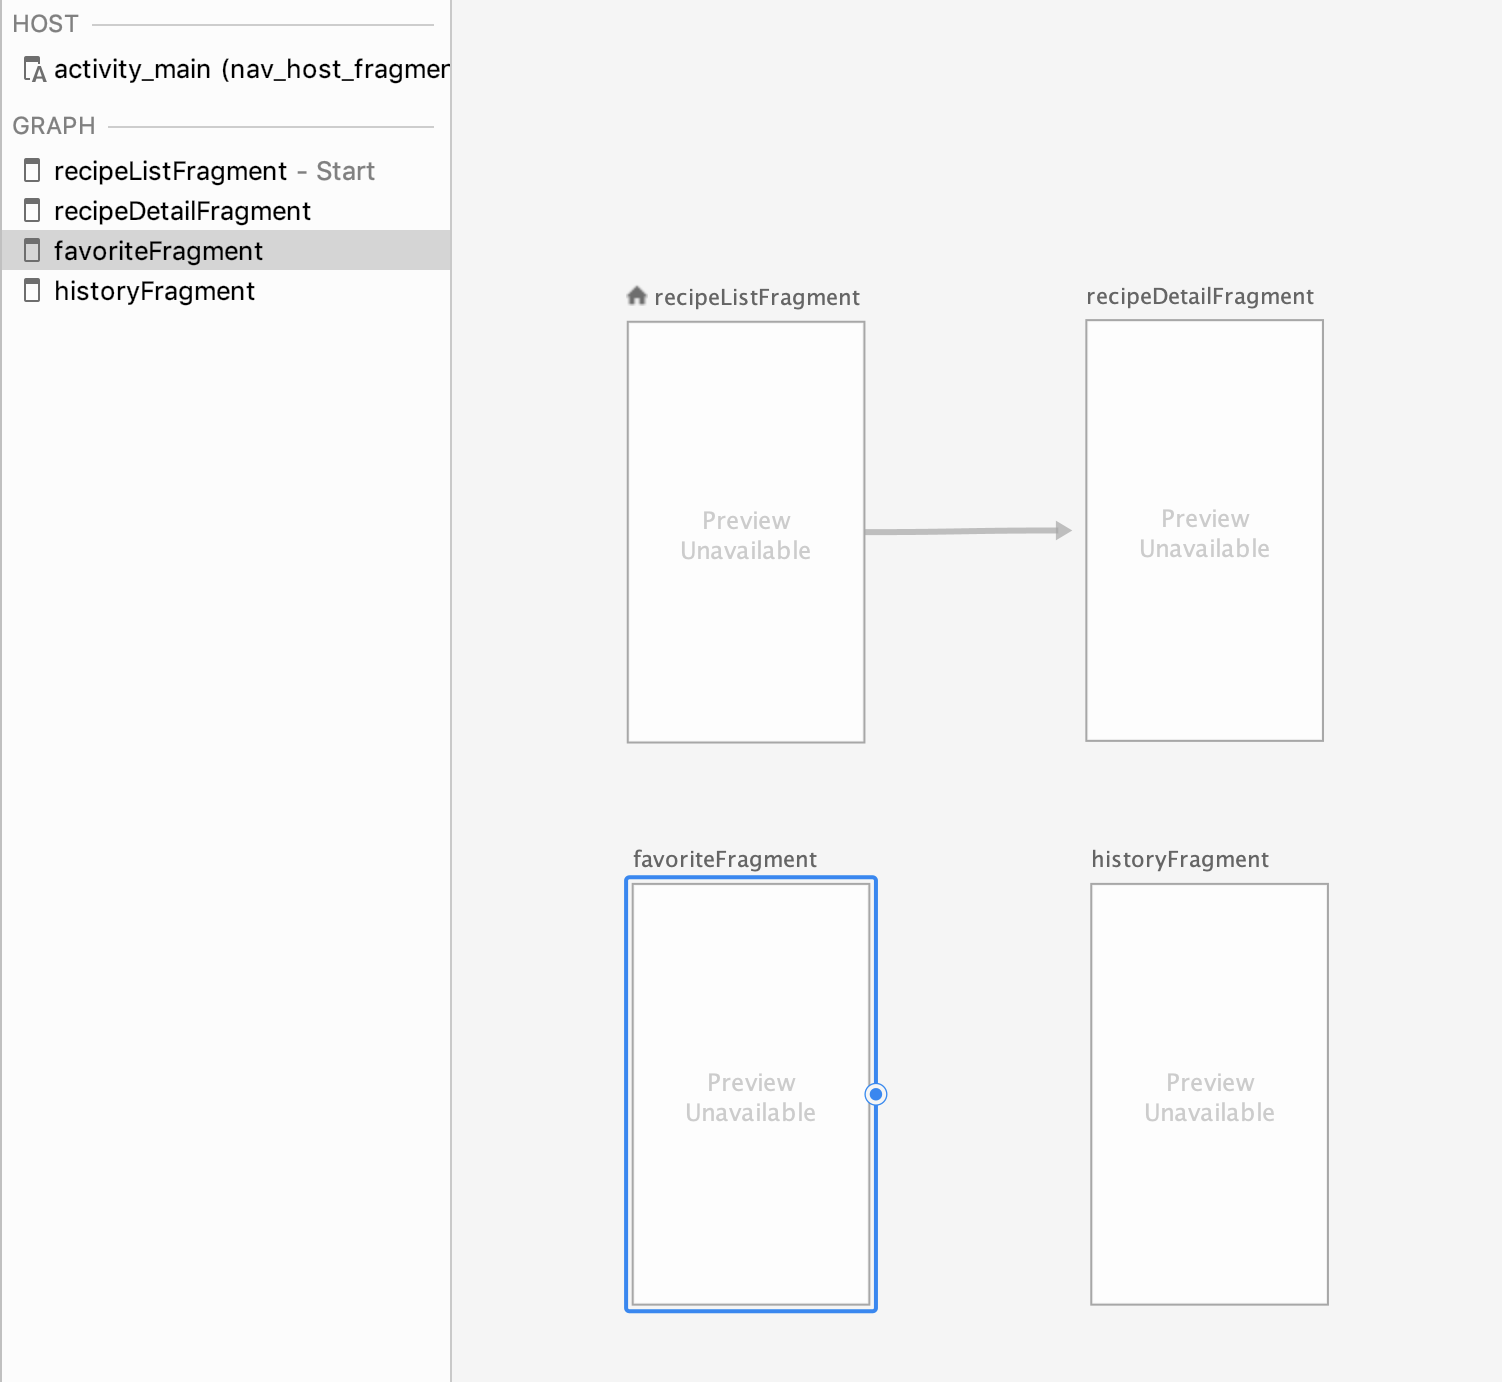 HOST
activity_main (nav_host_fragmer
GRAPH
recipeListFragment - Start
recipeDetailFragment
favoriteFragment
historyFragment
recipeListFragment
recipeDetailFragment
Preview
Unavailable
Preview
Unavailable
favoriteFragment
historyFragment
Preview
Unavailable
Preview
Unavailable